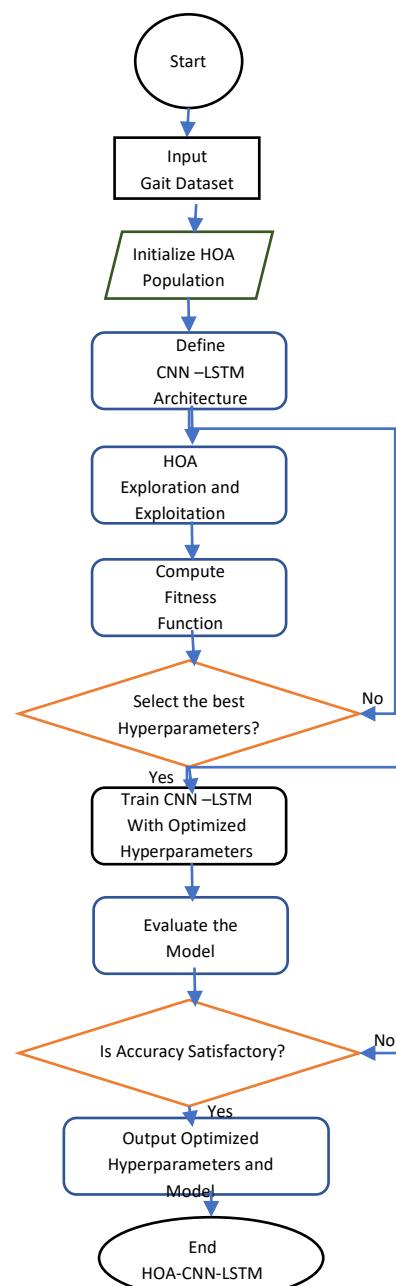 Start
Input
Gait Dataset
Initialize HOA
Population
Define
CNN –LSTM
Architecture
HOA
Exploration and
Exploitation
Compute
Fitness
Function
Select the best
Hyperparameters?
No
Yes
Train CNN –LSTM
With Optimized
Hyperparameters
Evaluate the
Model
Is Accuracy Satisfactory?
No
Yes
Output Optimized
Hyperparameters and
Model
End
HOA-CNN-LSTM